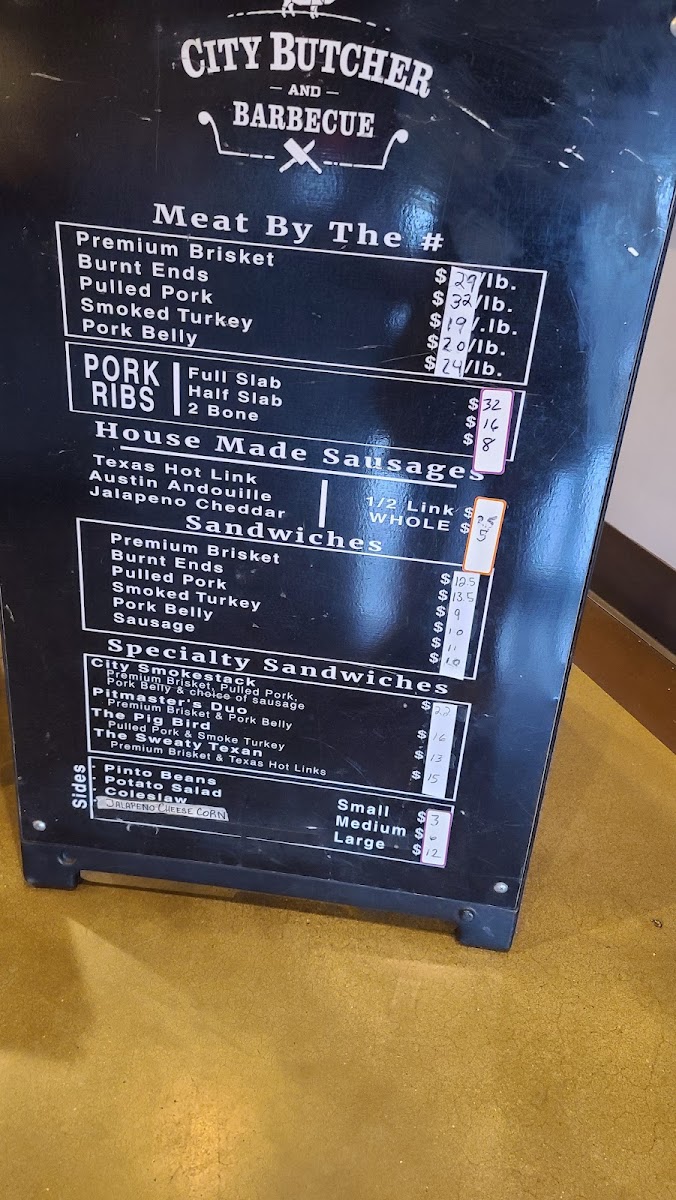 CITY BUTCHER
— AND —
BARBECUE
Meat By The #
Premium Brisket $ 29/lb.
Burnt Ends $ 32/lb.
Pulled Pork $ 19/.lb.
Smoked Turkey $ 20/lb.
Pork Belly $ 24/lb.
PORK RIBS
Full Slab $ 32
Half Slab $ 16
2 Bone $ 8
House Made Sausages
Texas Hot Link
Austin Andouille
Jalapeno Cheddar
1/2 Link $
WHOLE $ 5
Sandwiches
Premium Brisket $ 12.5
Burnt Ends $ 13.5
Pulled Pork $ 9
Smoked Turkey $ 10
Pork Belly $ 11
Sausage $ 10
Specialty Sandwiches
City Smokestack $ 22
Premium Brisket, Pulled Pork,
Pork Belly & choice of sausage
Pitmaster's Duo $ 16
Premium Brisket & Pork Belly
The Pig Bird $ 13
Pulled Pork & Smoke Turkey
The Sweaty Texan $ 15
Premium Brisket & Texas Hot Links
Sides
Pinto Beans
Potato Salad
Coleslaw
JALAPENO CHEESE CORN
Small $ 3
Medium $ 6
Large $ 12